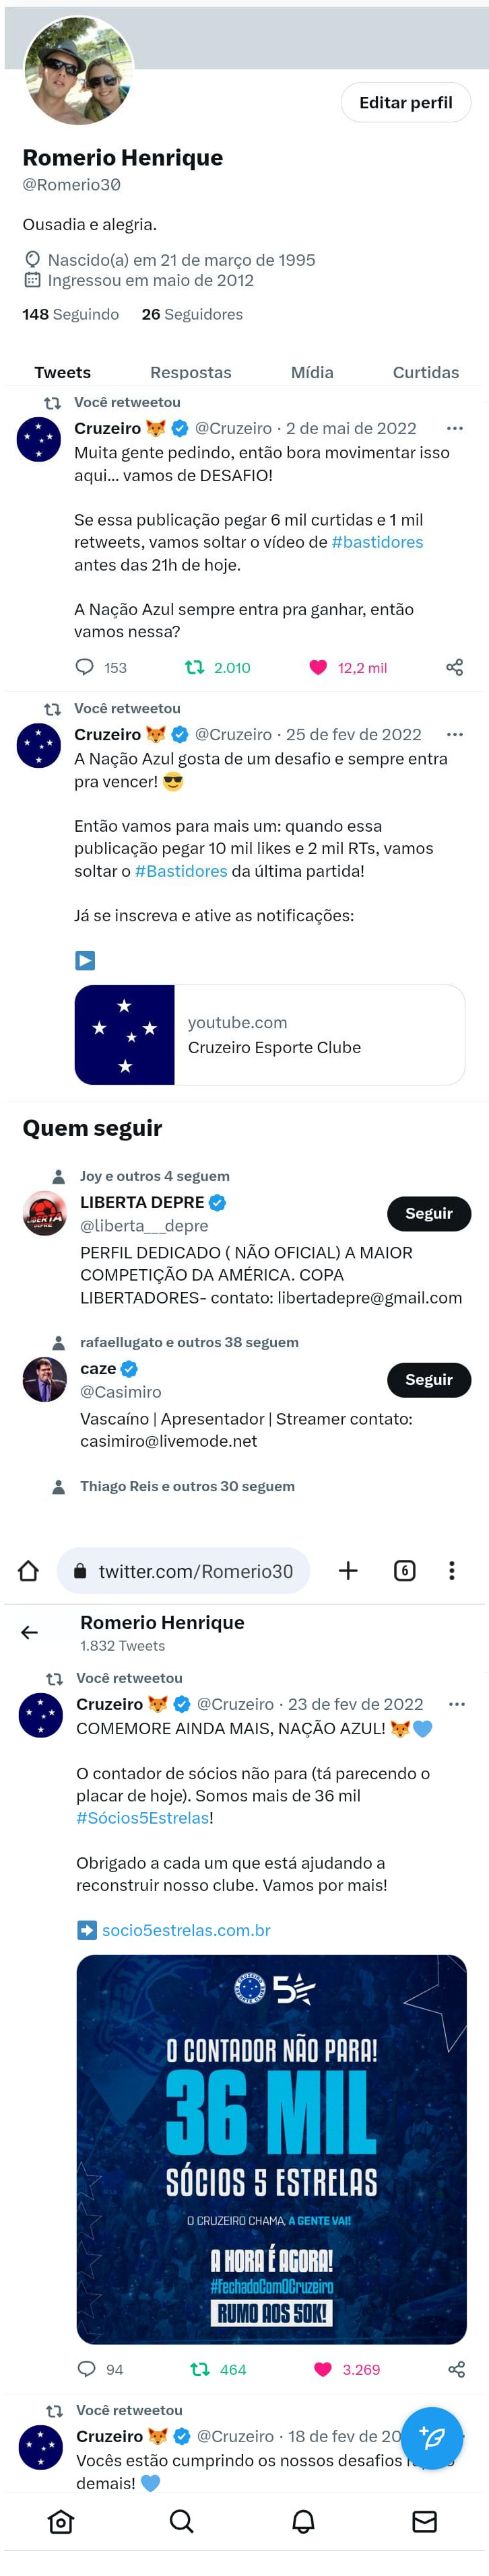 Editar perfil
Romerio Henrique
@Romerio30
Ousadia e alegria.
Nascido(a) em 21 de março de 1995
Ingressou em maio de 2012
148 Seguindo 26 Seguidores
Tweets Respostas Mídia Curtidas
Você retweetou
Cruzeiro 🦊 @Cruzeiro · 2 de mai de 2022
Muita gente pedindo, então bora movimentar isso
aqui... vamos de DESAFIO!
Se essa publicação pegar 6 mil curtidas e 1 mil
retweets, vamos soltar o vídeo de #bastidores
antes das 21h de hoje.
A Nação Azul sempre entra pra ganhar, então
vamos nessa?
153 2.010 12,2 mil
Você retweetou
Cruzeiro 🦊 @Cruzeiro · 25 de fev de 2022
A Nação Azul gosta de um desafio e sempre entra
pra vencer! 😎
Então vamos para mais um: quando essa
publicação pegar 10 mil likes e 2 mil RTs, vamos
soltar o #Bastidores da última partida!
Já se inscreva e ative as notificações:
▶️
youtube.com
Cruzeiro Esporte Clube
Quem seguir
Joy e outros 4 seguem
LIBERTA DEPRE
@liberta___depre
Seguir
PERFIL DEDICADO ( NÃO OFICIAL) A MAIOR
COMPETIÇÃO DA AMÉRICA. COPA
LIBERTADORES- contato: libertadepre@gmail.com
rafaellugato e outros 38 seguem
caze
@Casimiro
Seguir
Vascaíno | Apresentador | Streamer contato:
casimiro@livemode.net
Thiago Reis e outros 30 seguem
twitter.com/Romerio30 6
Romerio Henrique
1.832 Tweets
Você retweetou
Cruzeiro 🦊 @Cruzeiro · 23 de fev de 2022
COMEMORE AINDA MAIS, NAÇÃO AZUL! 🦊💙
O contador de sócios não para (tá parecendo o
placar de hoje). Somos mais de 36 mil
#Sócios5Estrelas!
Obrigado a cada um que está ajudando a
reconstruir nosso clube. Vamos por mais!
➡️ socio5estrelas.com.br
5
O CONTADOR NÃO PARA!
36 MIL
SÓCIOS 5 ESTRELAS
O CRUZEIRO CHAMA, A GENTE VAI!
A HORA É AGORA!
#FechadoComOCruzeiro
RUMO AOS 50K!
94 464 3.269
Você retweetou
Cruzeiro 🦊 @Cruzeiro · 18 de fev de 20
Vocês estão cumprindo os nossos desafios
demais! 💙